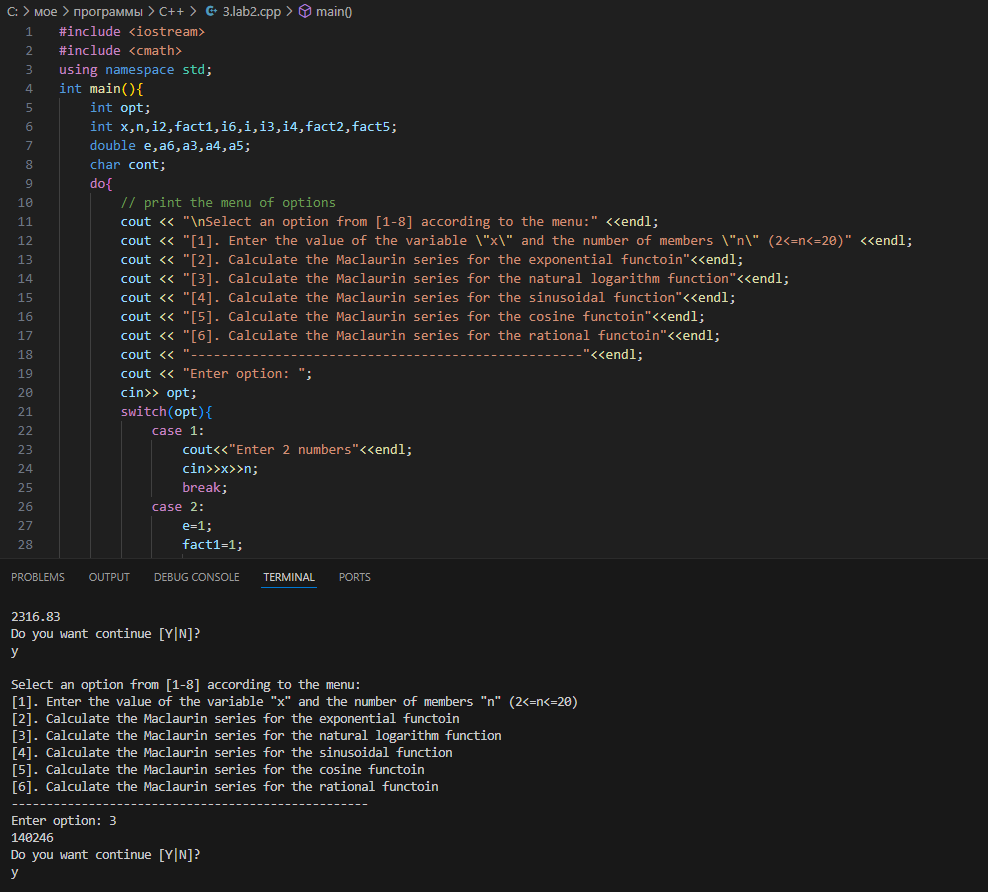 C: > мое > программы > C++ > 3.lab2.cpp > main()
1 #include <iostream>
2 #include <cmath>
3 using namespace std;
4 int main(){
5 int opt;
6 int x,n,i2,fact1,i6,i,i3,i4,fact2,fact5;
7 double e,a6,a3,a4,a5;
8 char cont;
9 do{
10 // print the menu of options
11 cout << "\nSelect an option from [1-8] according to the menu:" <<endl;
12 cout << "[1]. Enter the value of the variable \"x\" and the number of members \"n\" (2<=n<=20)" <<endl;
13 cout << "[2]. Calculate the Maclaurin series for the exponential functoin"<<endl;
14 cout << "[3]. Calculate the Maclaurin series for the natural logarithm function"<<endl;
15 cout << "[4]. Calculate the Maclaurin series for the sinusoidal function"<<endl;
16 cout << "[5]. Calculate the Maclaurin series for the cosine functoin"<<endl;
17 cout << "[6]. Calculate the Maclaurin series for the rational functoin"<<endl;
18 cout << "---------------------------------------------------"<<endl;
19 cout << "Enter option: ";
20 cin>> opt;
21 switch(opt){
22 case 1:
23 cout<<"Enter 2 numbers"<<endl;
24 cin>>x>>n;
25 break;
26 case 2:
27 e=1;
28 fact1=1;
PROBLEMS OUTPUT DEBUG CONSOLE TERMINAL PORTS
2316.83
Do you want continue [Y|N]?
y
Select an option from [1-8] according to the menu:
[1]. Enter the value of the variable "x" and the number of members "n" (2<=n<=20)
[2]. Calculate the Maclaurin series for the exponential functoin
[3]. Calculate the Maclaurin series for the natural logarithm function
[4]. Calculate the Maclaurin series for the sinusoidal function
[5]. Calculate the Maclaurin series for the cosine functoin
[6]. Calculate the Maclaurin series for the rational functoin
---------------------------------------------------
Enter option: 3
140246
Do you want continue [Y|N]?
y